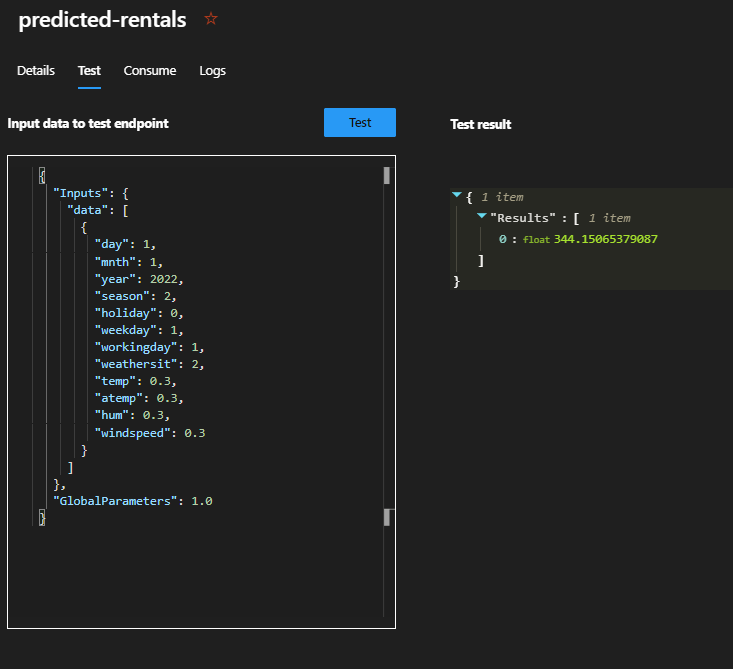 predicted-rentals
Details Test Consume Logs
Input data to test endpoint
Test
{
"Inputs": {
"data": [
{
"day": 1,
"mnth": 1,
"year": 2022,
"season": 2,
"holiday": 0,
"weekday": 1,
"workingday": 1,
"weathersit": 2,
"temp": 0.3,
"atemp": 0.3,
"hum": 0.3,
"windspeed": 0.3
}
]
},
"GlobalParameters": 1.0
}
Test result
{ 1 item
"Results" : [ 1 item
0 : float 344.15065379087
]
}